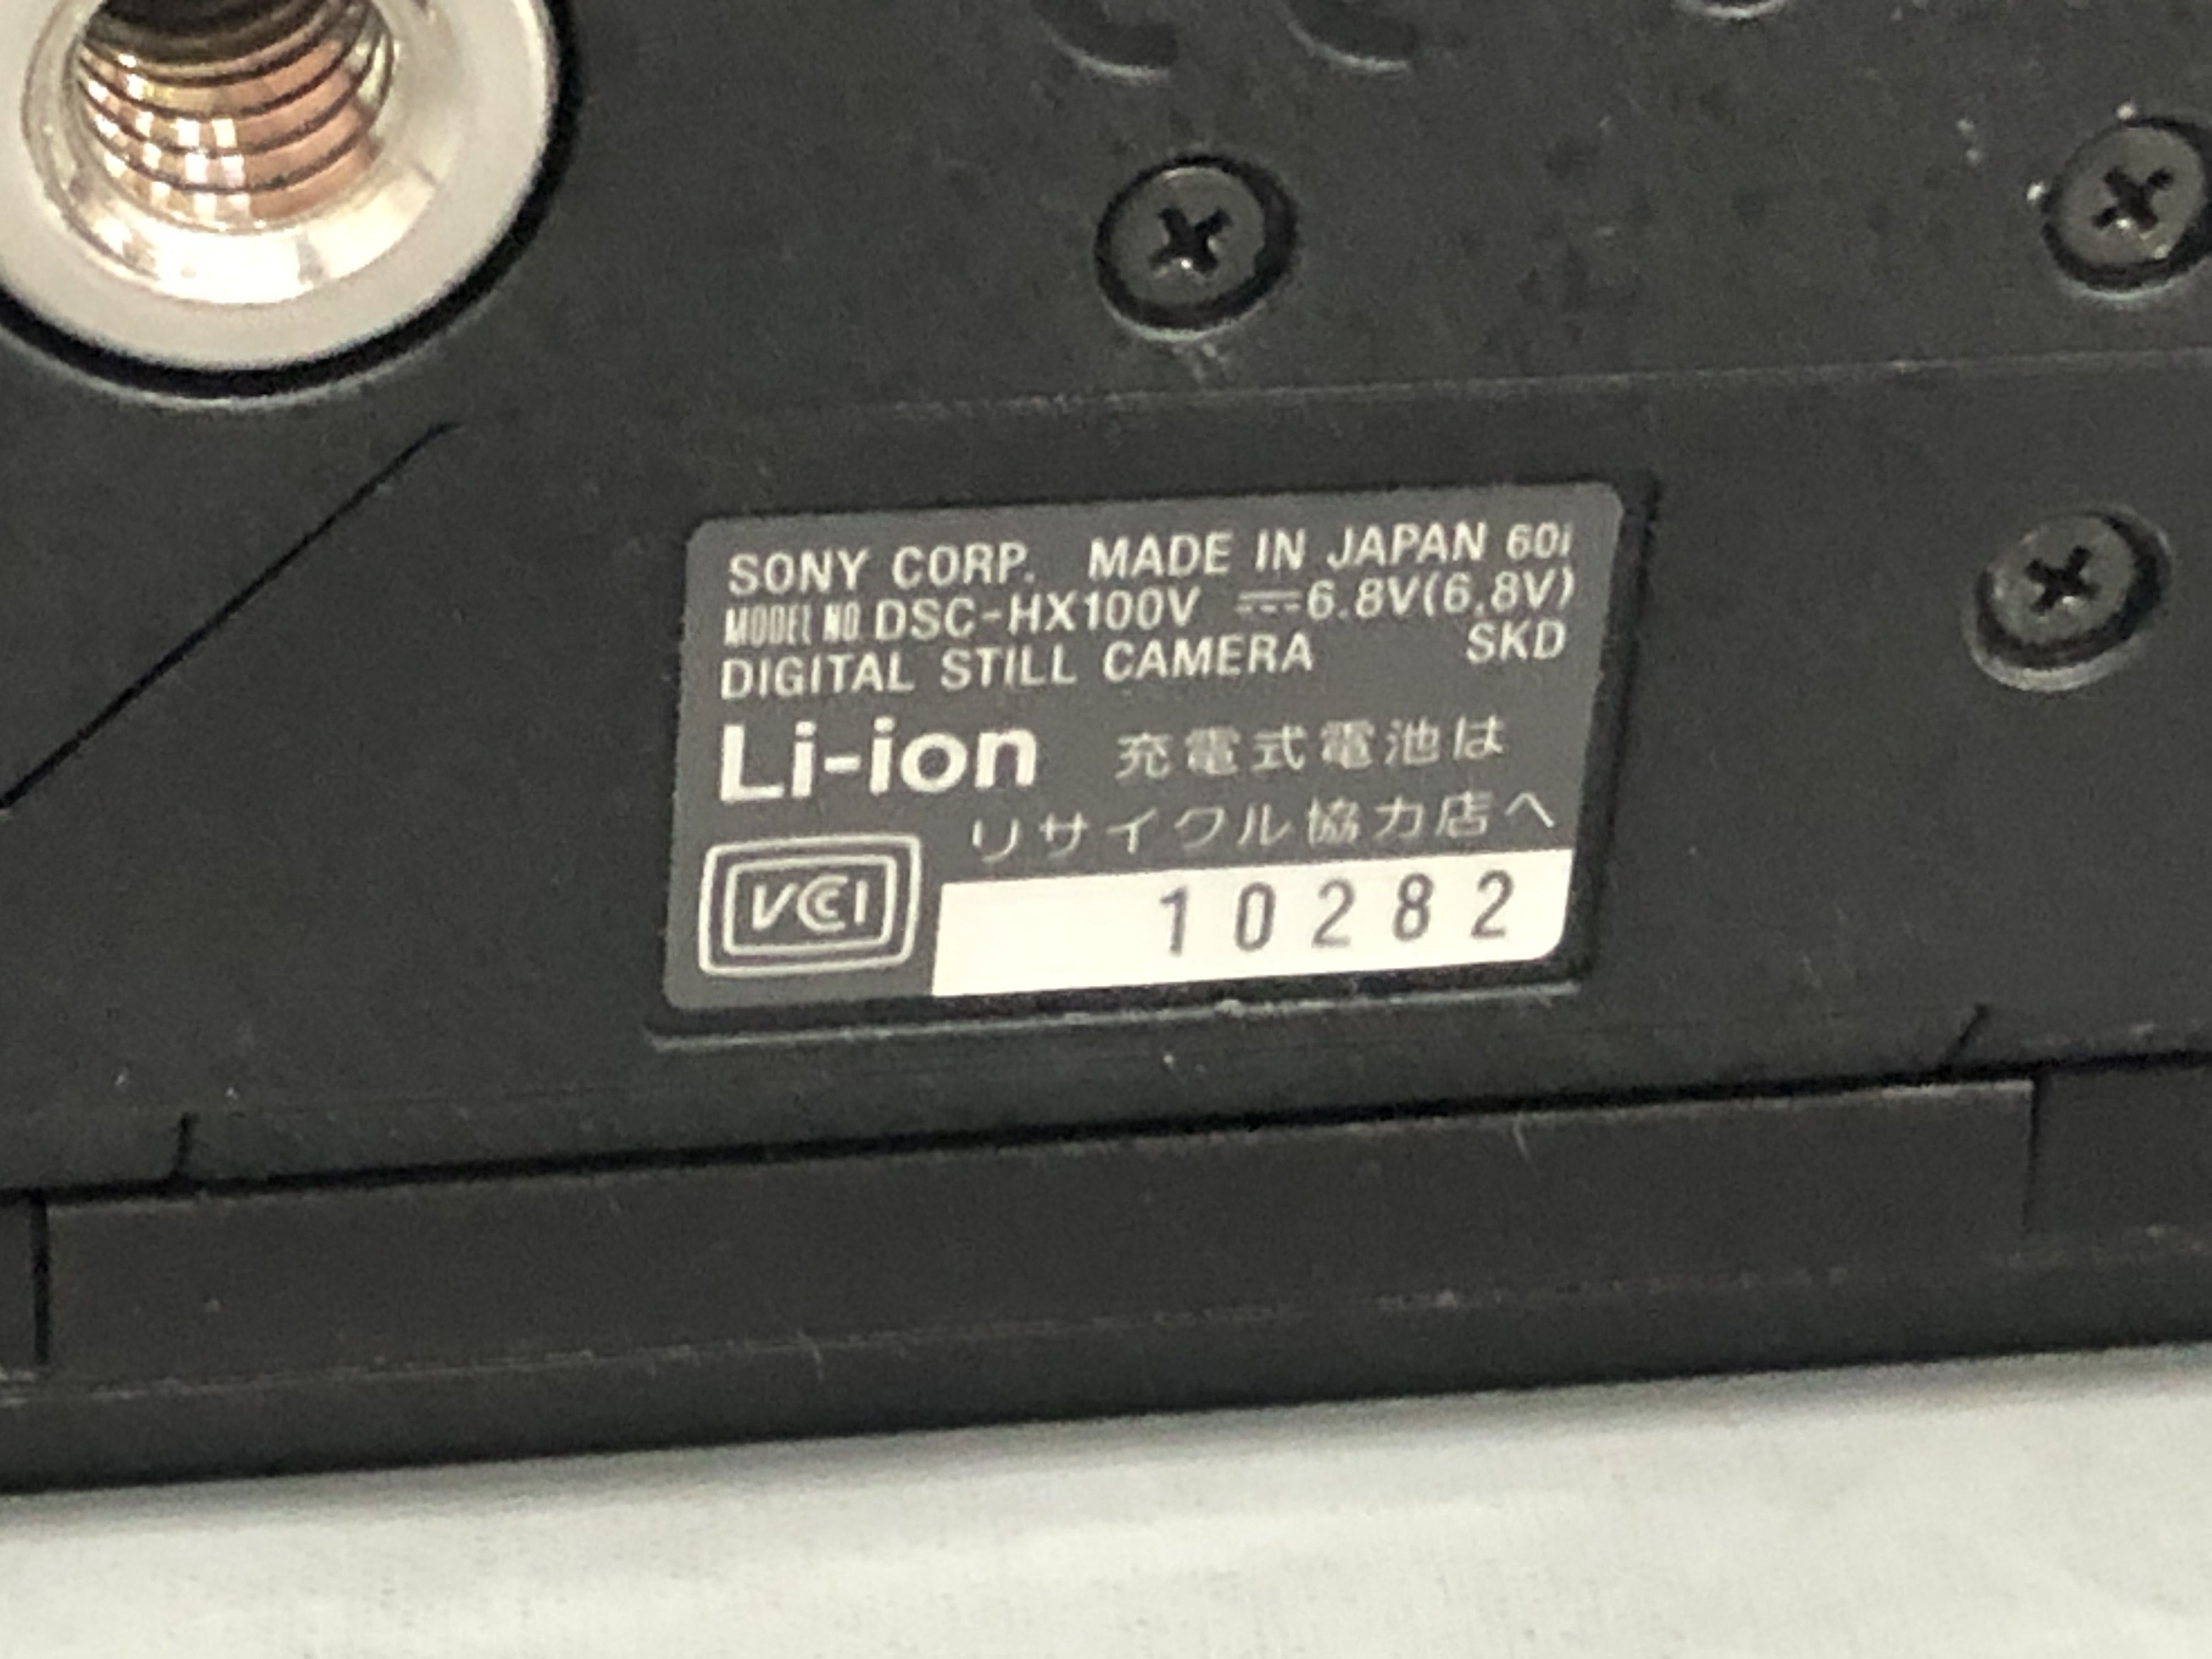 SONY CORP. MADE IN JAPAN 60i
MODEL NO. DSC-HX100V ⎓6.8V(6.8V)
DIGITAL STILL CAMERA SKD
Li-ion 充電式電池は
リサイクル協力店へ
VCCI
10282